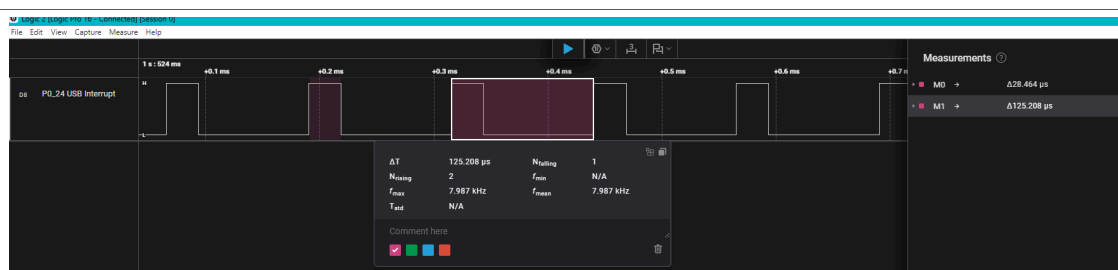 Logic 2 [Logic Pro 16 - Connected] [Session 0]
File Edit View Capture Measure Help
1 s : 524 ms
+0.1 ms +0.2 ms +0.3 ms +0.4 ms +0.5 ms +0.6 ms +0.7 m
D8 P0_24 USB Interrupt
H
L
Measurements
M0 Δ28.464 µs
M1 Δ125.208 µs
ΔT 125.208 µs Nfalling 1
Nrising 2 fmin N/A
fmax 7.987 kHz fmean 7.987 kHz
Tstd N/A
Comment here